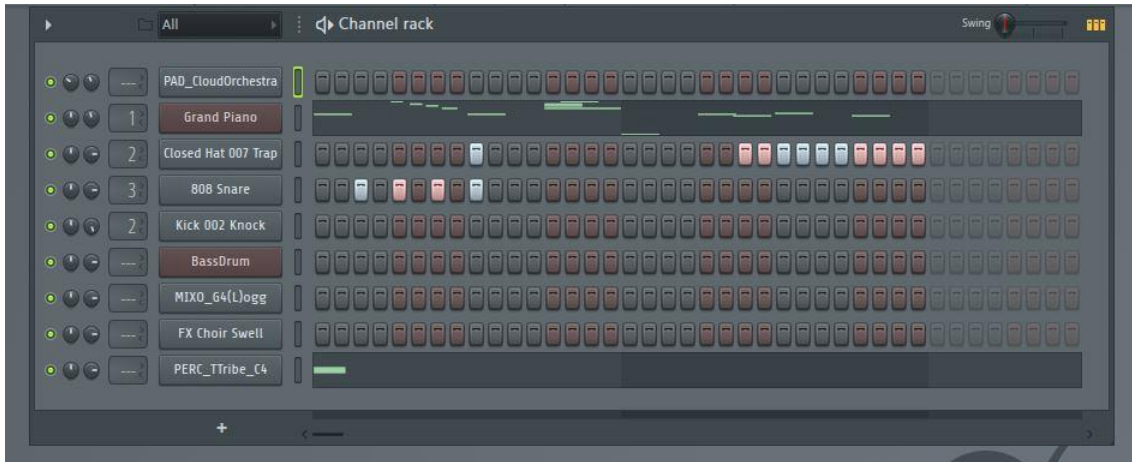 All Channel rack Swing
--- PAD_CloudOrchestra
1 Grand Piano
2 Closed Hat 007 Trap
3 808 Snare
2 Kick 002 Knock
--- BassDrum
--- MIXO_G4(L)ogg
--- FX Choir Swell
--- PERC_TTribe_C4
+